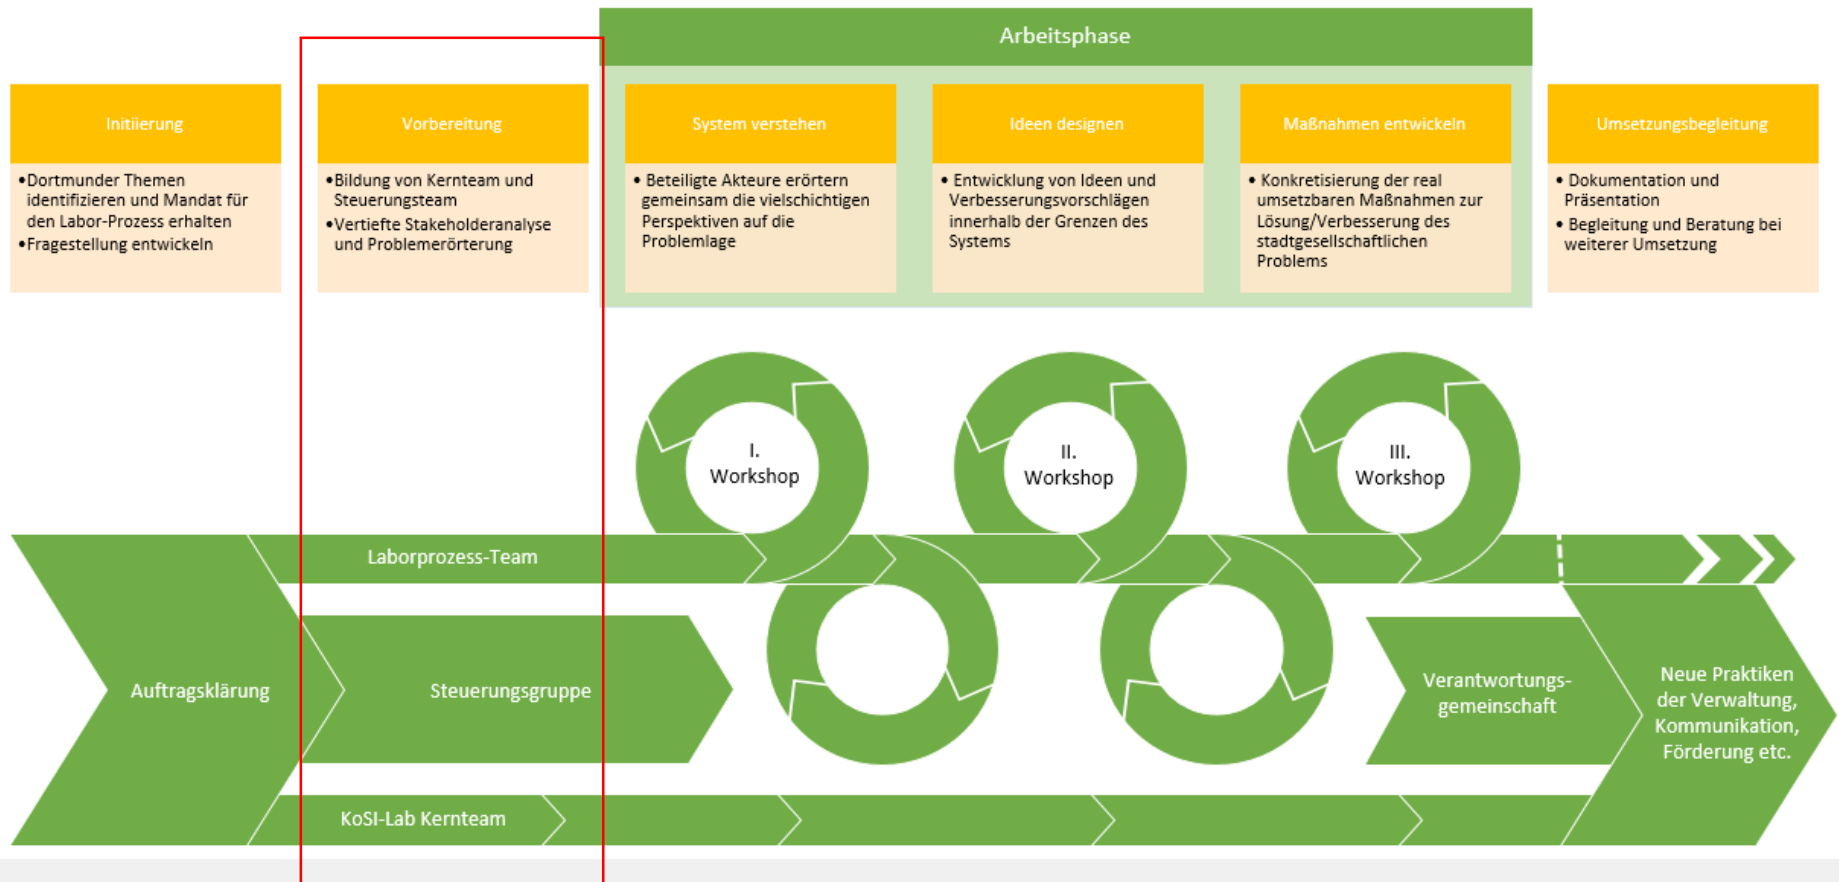 Arbeitsphase
Initiierung
•Dortmunder Themen
identifizieren und Mandat für
den Labor-Prozess erhalten
•Fragestellung entwickeln
Vorbereitung
•Bildung von Kernteam und
Steuerungsteam
•Vertiefte Stakeholderanalyse
und Problemerörterung
System verstehen
• Beteiligte Akteure erörtern
gemeinsam die vielschichtigen
Perspektiven auf die
Problemlage
Ideen designen
• Entwicklung von Ideen und
Verbesserungsvorschlägen
innerhalb der Grenzen des
Systems
Maßnahmen entwickeln
• Konkretisierung der real
umsetzbaren Maßnahmen zur
Lösung/Verbesserung des
stadtgesellschaftlichen
Problems
Umsetzungsbegleitung
• Dokumentation und
Präsentation
• Begleitung und Beratung bei
weiterer Umsetzung
I.
Workshop
II.
Workshop
III.
Workshop
Laborprozess-Team
Auftragsklärung
Steuerungsgruppe
Verantwortungs-
gemeinschaft
Neue Praktiken
der Verwaltung,
Kommunikation,
Förderung etc.
KoSI-Lab Kernteam